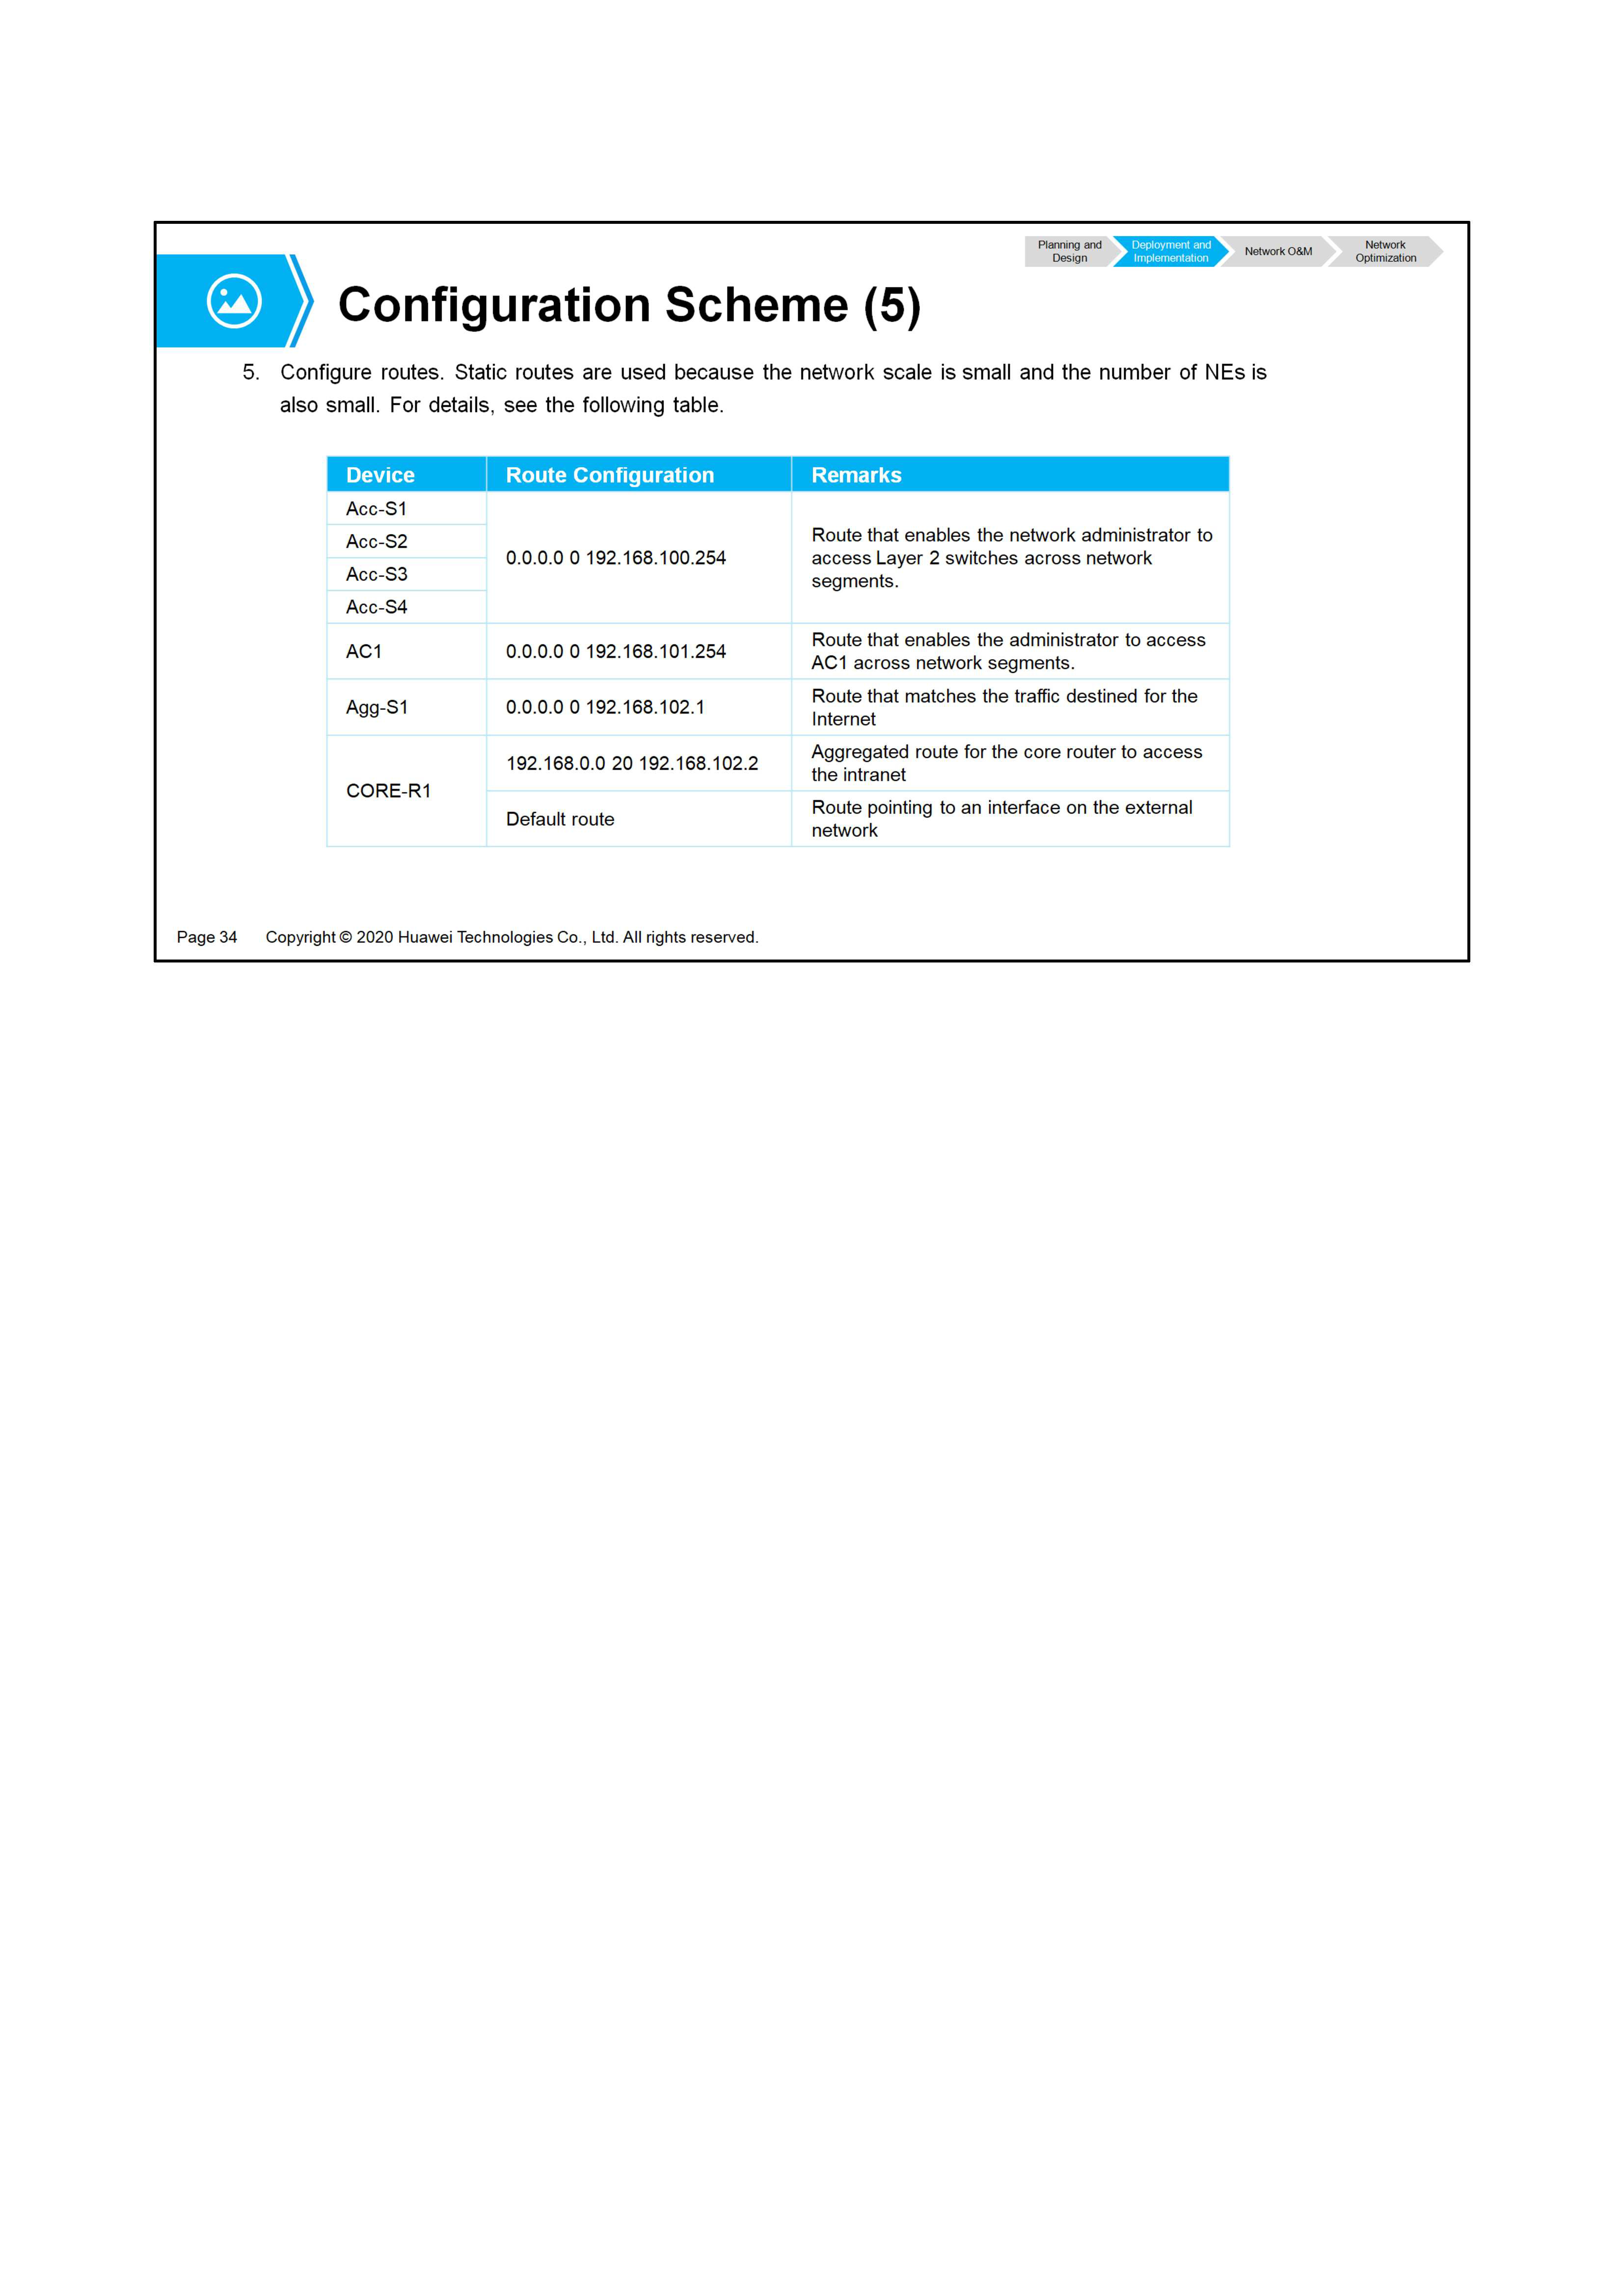 Planning and
Design
Deployment and
Implementation
Network O&M
Network
Optimization
Configuration Scheme (5)
5. Configure routes. Static routes are used because the network scale is small and the number of NEs is
also small. For details, see the following table.
Device Route Configuration Remarks
Acc-S1
Acc-S2
Acc-S3
Acc-S4
0.0.0.0 0 192.168.100.254
Route that enables the network administrator to
access Layer 2 switches across network
segments.
AC1
0.0.0.0 0 192.168.101.254
Route that enables the administrator to access
AC1 across network segments.
Agg-S1
0.0.0.0 0 192.168.102.1
Route that matches the traffic destined for the
Internet
CORE-R1
192.168.0.0 20 192.168.102.2
Aggregated route for the core router to access
the intranet
Default route
Route pointing to an interface on the external
network
Page 34 Copyright © 2020 Huawei Technologies Co., Ltd. All rights reserved.